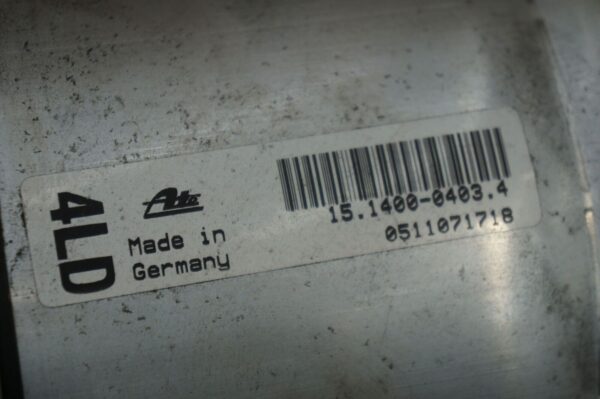 4LD
Ate
Made in
Germany
15.1400-0403.4
0511071718